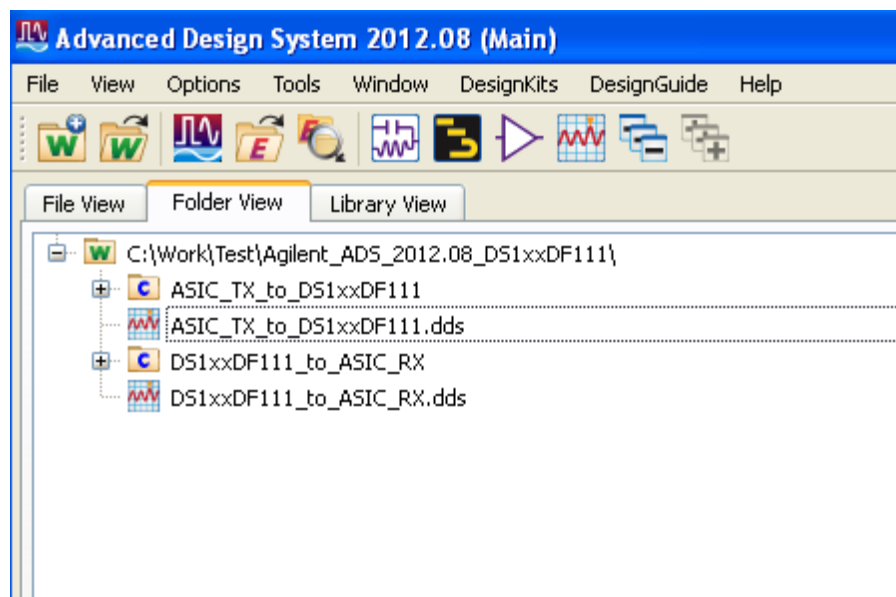 Advanced Design System 2012.08 (Main)
File View Options Tools Window DesignKits DesignGuide Help
File View Folder View Library View
C:\Work\Test\Agilent_ADS_2012.08_DS1xxDF111\
ASIC_TX_to_DS1xxDF111
ASIC_TX_to_DS1xxDF111.dds
DS1xxDF111_to_ASIC_RX
DS1xxDF111_to_ASIC_RX.dds